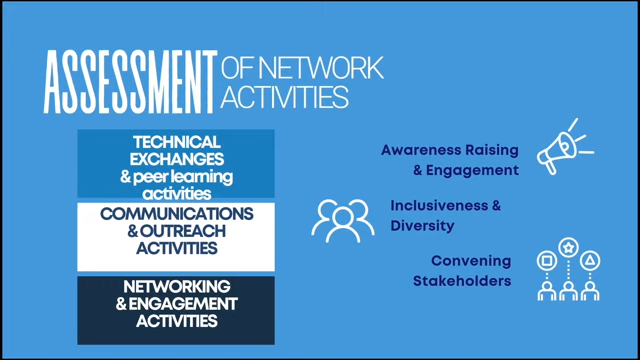 ASSESSMENT OF NETWORK
ACTIVITIES
TECHNICAL
EXCHANGES
& peer learning
activities
COMMUNICATIONS
& OUTREACH
ACTIVITIES
NETWORKING
& ENGAGEMENT
ACTIVITIES
Awareness Raising
& Engagement
Inclusiveness &
Diversity
Convening
Stakeholders